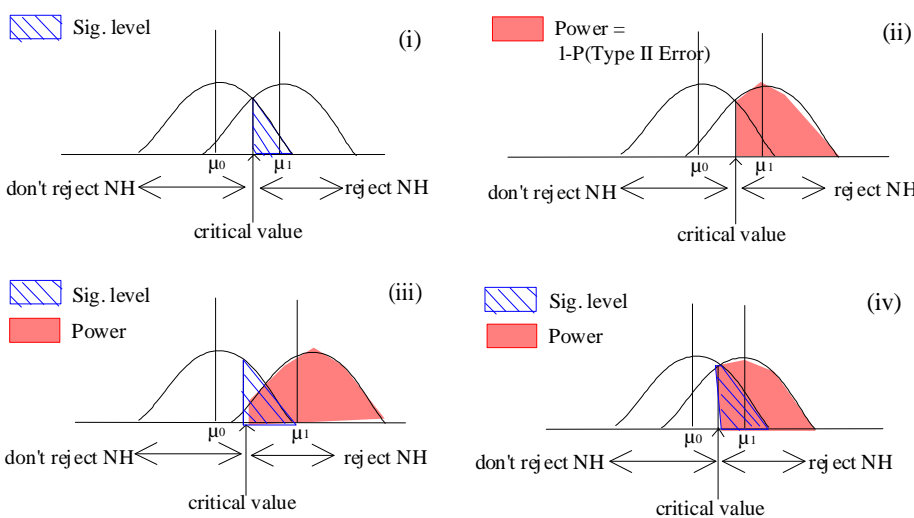 Sig. level
(i)
μ0
μ1
don't reject NH
reject NH
critical value
Power =
1-P(Type II Error)
(ii)
μ0
μ1
don't reject NH
reject NH
critical value
Sig. level
(iii)
Power
μ0
μ1
don't reject NH
reject NH
critical value
Sig. level
(iv)
Power
μ0
μ1
don't reject NH
reject NH
critical value